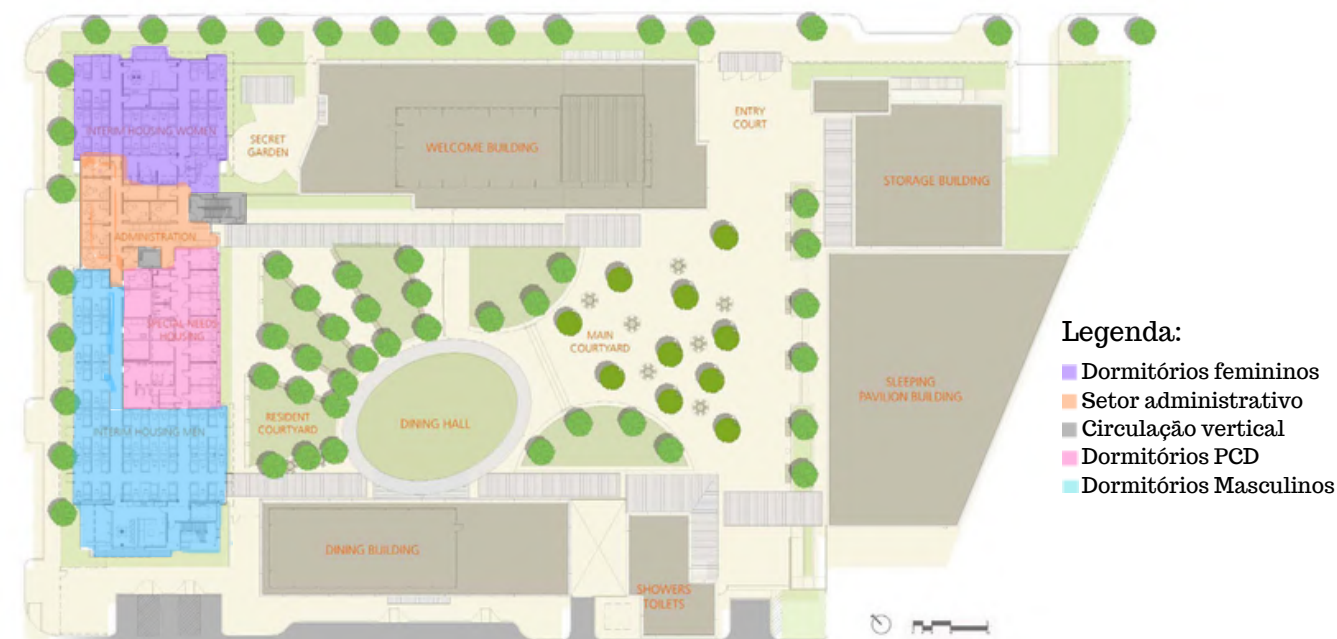 INTERIM HOUSING WOMEN
SECRET
GARDEN
WELCOME BUILDING
ENTRY
COURT
STORAGE BUILDING
ADMINISTRATION
SPECIAL NEEDS
HOUSING
MAIN
COURTYARD
Legenda:
Dormitórios femininos
Setor administrativo
Circulação vertical
Dormitórios PCD
Dormitórios Masculinos
SLEEPING
PAVILION BUILDING
RESIDENT
COURTYARD
DINING HALL
INTERIM HOUSING MEN
DINING BUILDING
SHOWERS
TOILETS